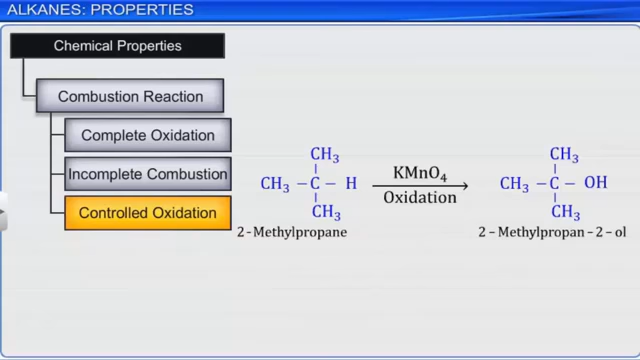 ALKANES: PROPERTIES
Chemical Properties
Combustion Reaction
Complete Oxidation
Incomplete Combustion
Controlled Oxidation
CH₃
CH₃ – C – H
CH₃
2-Methylpropane
KMnO₄
Oxidation
CH₃
CH₃ – C – OH
CH₃
2 – Methylpropan – 2 – ol